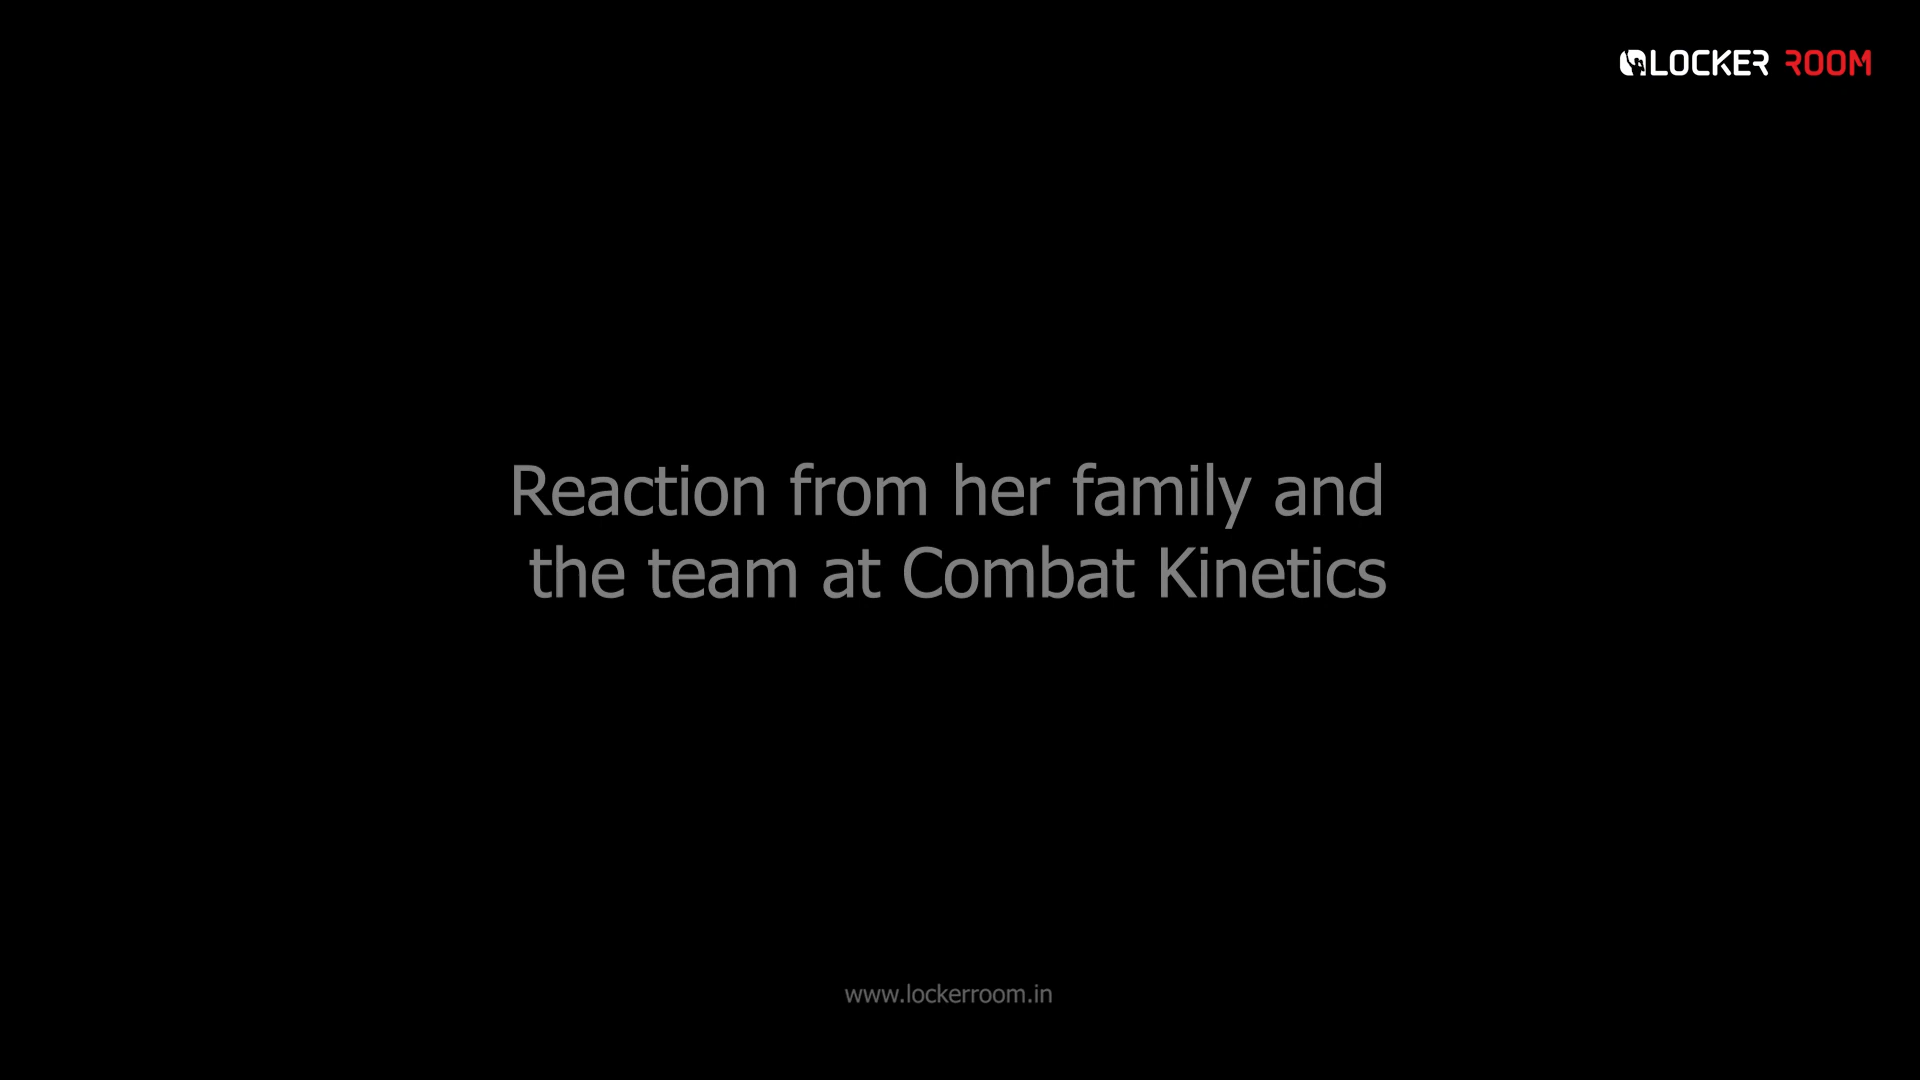 LOCKER ROOM
Reaction from her family and
the team at Combat Kinetics
www.lockerroom.in